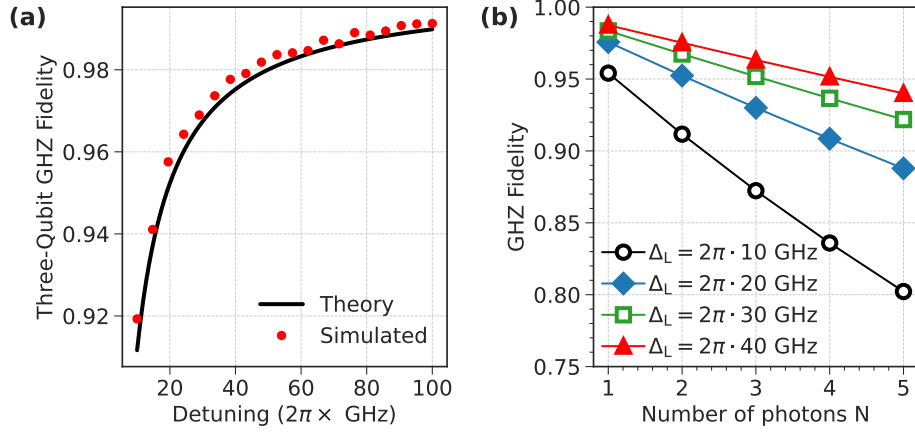 (a)
Three-Qubit GHZ Fidelity
0.98
0.96
0.94
0.92
Theory
Simulated
20
40
60
80
100
Detuning (2π× GHz)
(b)
GHZ Fidelity
1.00
0.95
0.90
0.85
0.80
0.75
Δ_L = 2π · 10 GHz
Δ_L = 2π · 20 GHz
Δ_L = 2π · 30 GHz
Δ_L = 2π · 40 GHz
1
2
3
4
5
Number of photons N